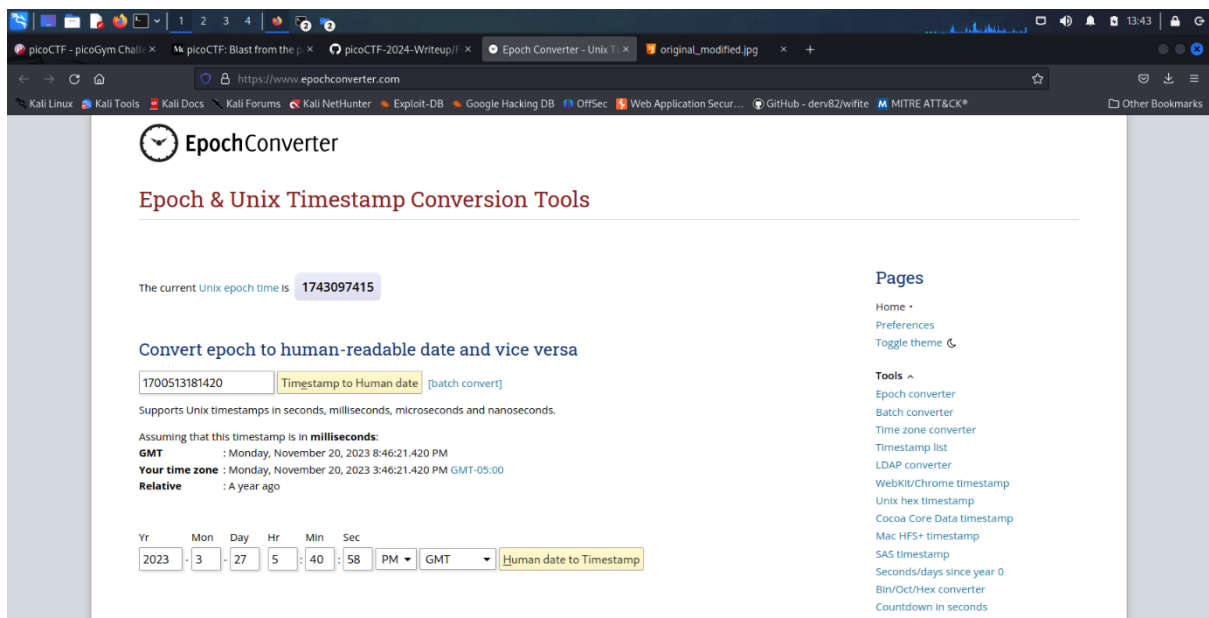 1 2 3 4 2 2 13:43
picoCTF - picoGym Challe picoCTF: Blast from the p picoCTF-2024-Writeup/F Epoch Converter - Unix Ti original_modified.jpg
https://www.epochconverter.com
Kali Linux Kali Tools Kali Docs Kali Forums Kali NetHunter Exploit-DB Google Hacking DB OffSec Web Application Secur... GitHub - derv82/wifite MITRE ATT&CK® Other Bookmarks
EpochConverter
Epoch & Unix Timestamp Conversion Tools
The current Unix epoch time is 1743097415
Convert epoch to human-readable date and vice versa
1700513181420 Timestamp to Human date [batch convert]
Supports Unix timestamps in seconds, milliseconds, microseconds and nanoseconds.
Assuming that this timestamp is in milliseconds:
GMT : Monday, November 20, 2023 8:46:21.420 PM
Your time zone : Monday, November 20, 2023 3:46:21.420 PM GMT-05:00
Relative : A year ago
Yr Mon Day Hr Min Sec
2023 - 3 - 27 5 : 40 : 58 PM GMT Human date to Timestamp
Pages
Home
Preferences
Toggle theme
Tools
Epoch converter
Batch converter
Time zone converter
Timestamp list
LDAP converter
WebKit/Chrome timestamp
Unix hex timestamp
Cocoa Core Data timestamp
Mac HFS+ timestamp
SAS timestamp
Seconds/days since year 0
Bin/Oct/Hex converter
Countdown in seconds